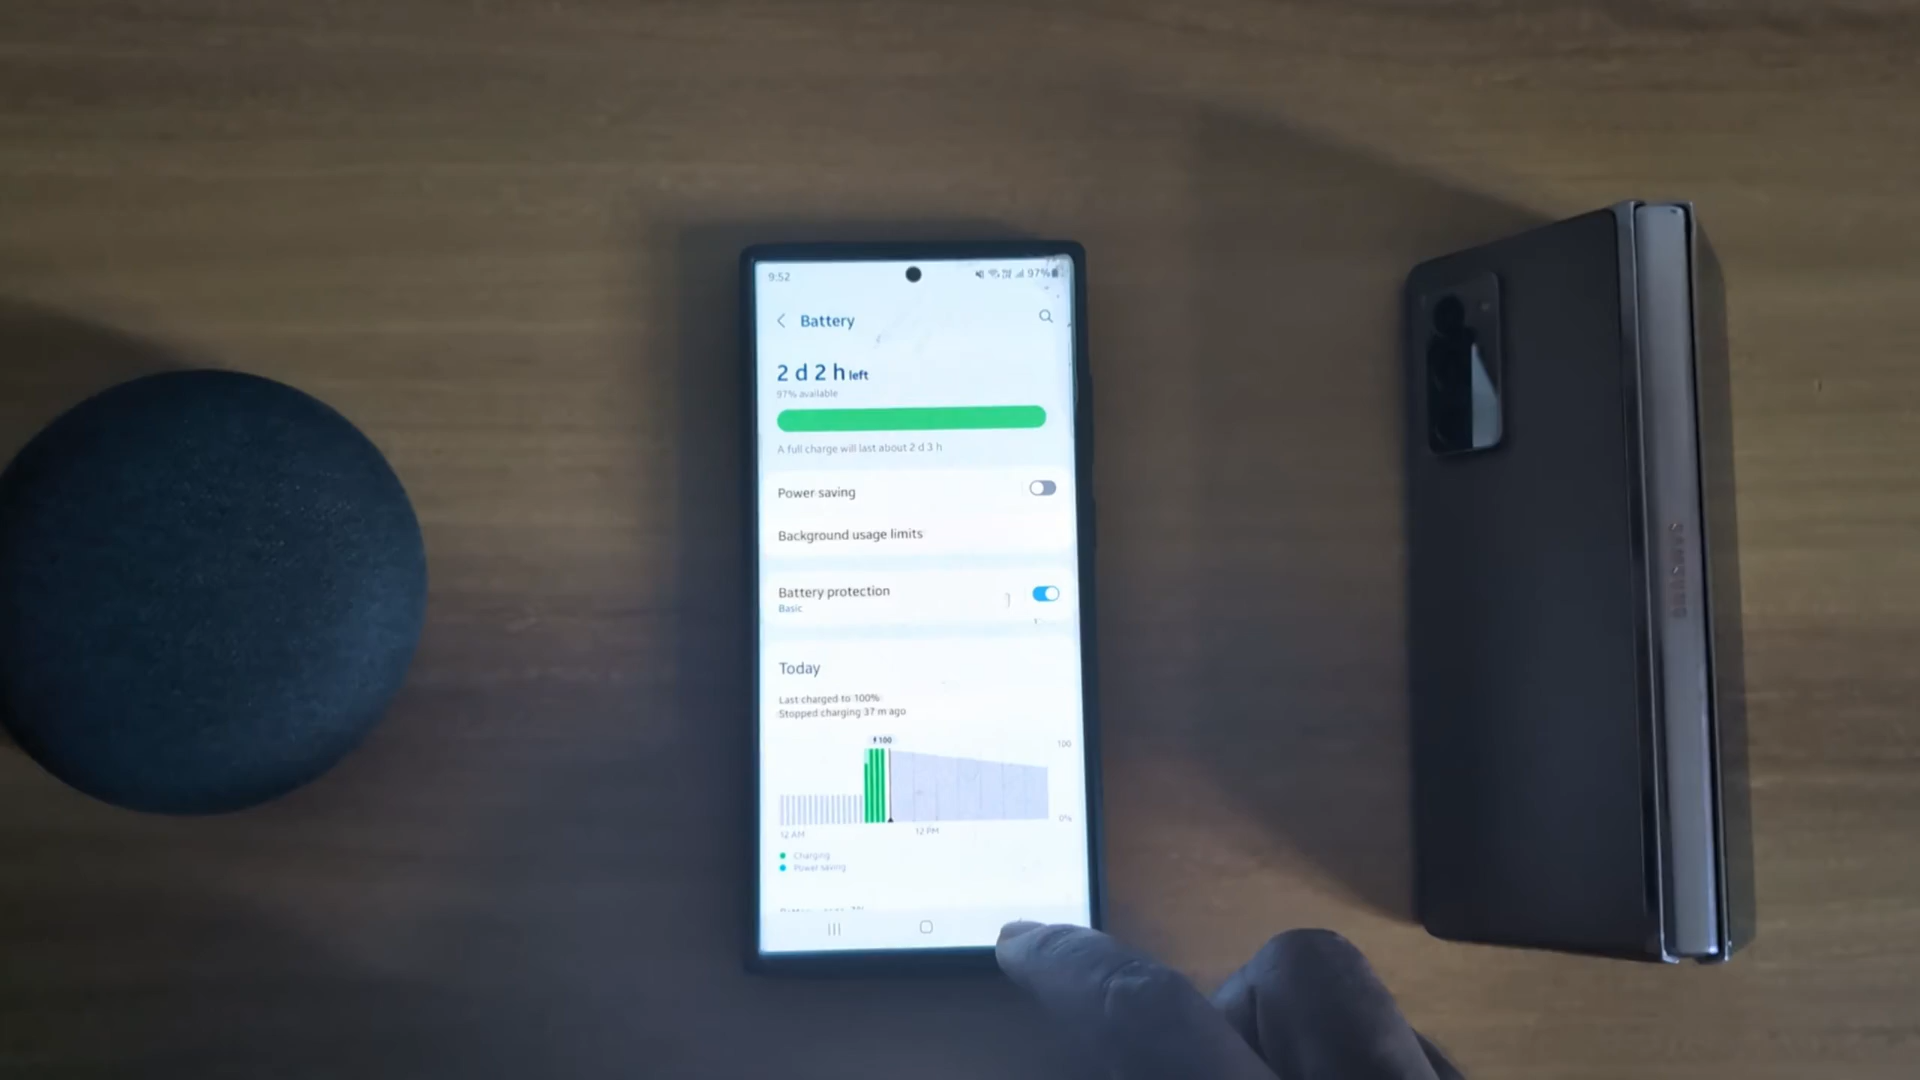 9:52
97%
Battery
2 d 2 h left
97% available
A full charge will last about 2 d 3 h
Power saving
Background usage limits
Battery protection
Basic
Today
Last charged to 100%
Stopped charging 37 m ago
100
100
0%
12 AM
12 PM
Charging
Power saving
SAMSUNG